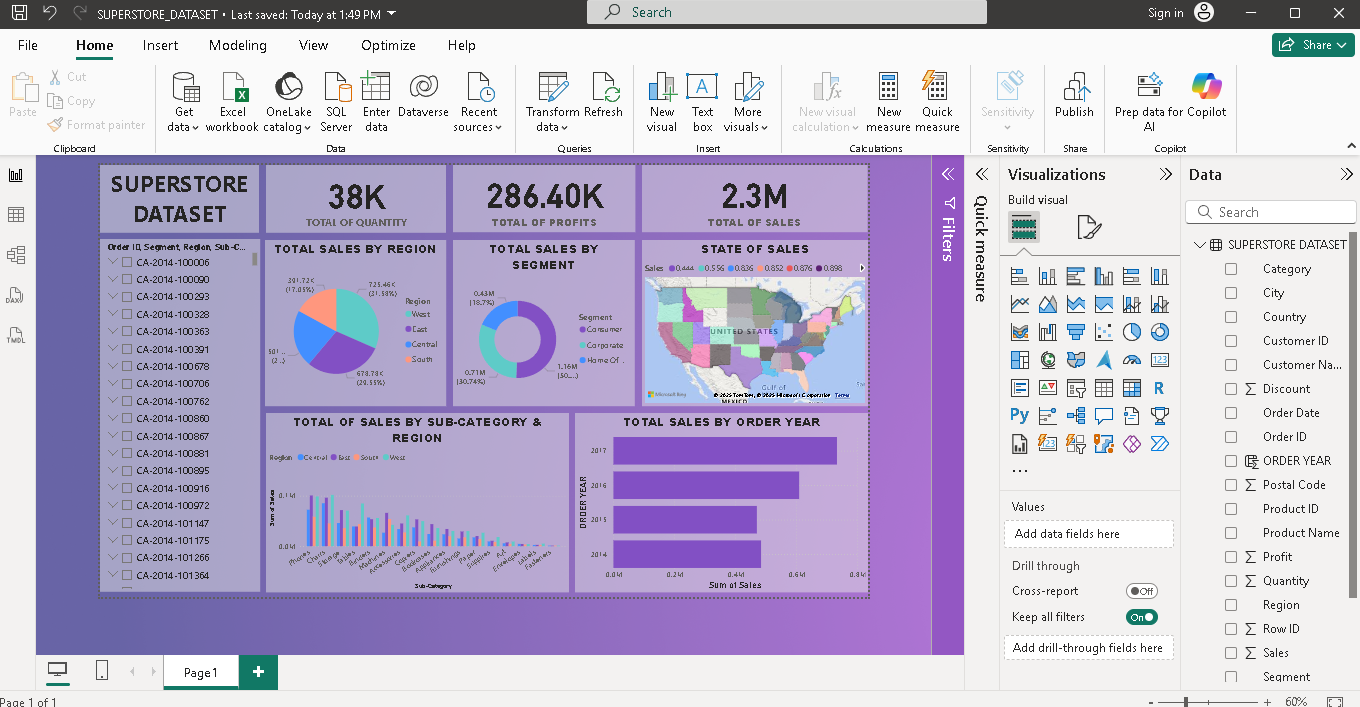 SUPERSTORE_DATASET • Last saved: Today at 1:49 PM
Search
Sign in
File Home Insert Modeling View Optimize Help
Share
Paste
Cut
Copy
Format painter
Clipboard
Get data
Excel workbook
OneLake catalog
SQL Server
Enter data
Dataverse
Recent sources
Data
Transform data
Refresh
Queries
New visual
Text box
More visuals
Insert
New visual calculation
New measure
Quick measure
Calculations
Sensitivity
Sensitivity
Publish
Share
Prep data for AI
Copilot
Copilot
SUPERSTORE
DATASET
38K
TOTAL OF QUANTITY
286.40K
TOTAL OF PROFITS
2.3M
TOTAL OF SALES
Order ID, Segment, Region, Sub-C...
CA-2014-100006
CA-2014-100090
CA-2014-100293
CA-2014-100328
CA-2014-100363
CA-2014-100391
CA-2014-100678
CA-2014-100706
CA-2014-100762
CA-2014-100860
CA-2014-100867
CA-2014-100881
CA-2014-100895
CA-2014-100916
CA-2014-100972
CA-2014-101147
CA-2014-101175
CA-2014-101266
CA-2014-101364
TOTAL SALES BY REGION
391.72K
(17.05%)
725.46K
(31.58%)
501...
(2...)
678.78K
(29.55%)
Region
West
East
Central
South
TOTAL SALES BY
SEGMENT
0.43M
(18.7%)
0.71M
(30.74%)
1.16M
(50....)
Segment
Consumer
Corporate
Home Of...
STATE OF SALES
Sales 0.444 0.556 0.836 0.852 0.876 0.898
UNITED STATES
Gulf of
MEXICO
Microsoft Bing
© 2025 TomTom, © 2025 Microsoft Corporation Terms
TOTAL OF SALES BY SUB-CATEGORY &
REGION
Region Central East South West
Sum of Sales
0.1M
0.0M
Phones Chairs Storage Tables Binders Machines Accessories Copiers Bookcases Appliances Furnishings Paper Supplies Art Envelopes Labels Fasteners
Sub-Category
TOTAL SALES BY ORDER YEAR
ORDER YEAR
2017
2016
2015
2014
0.0M 0.2M 0.4M 0.6M 0.8M
Sum of Sales
Filters
Quick measure
Visualizations
Build visual
Values
Add data fields here
Drill through
Cross-report Off
Keep all filters On
Add drill-through fields here
Data
Search
SUPERSTORE DATASET
Category
City
Country
Customer ID
Customer Na...
Discount
Order Date
Order ID
ORDER YEAR
Postal Code
Product ID
Product Name
Profit
Quantity
Region
Row ID
Sales
Segment
Page 1
Page 1 of 1
60%